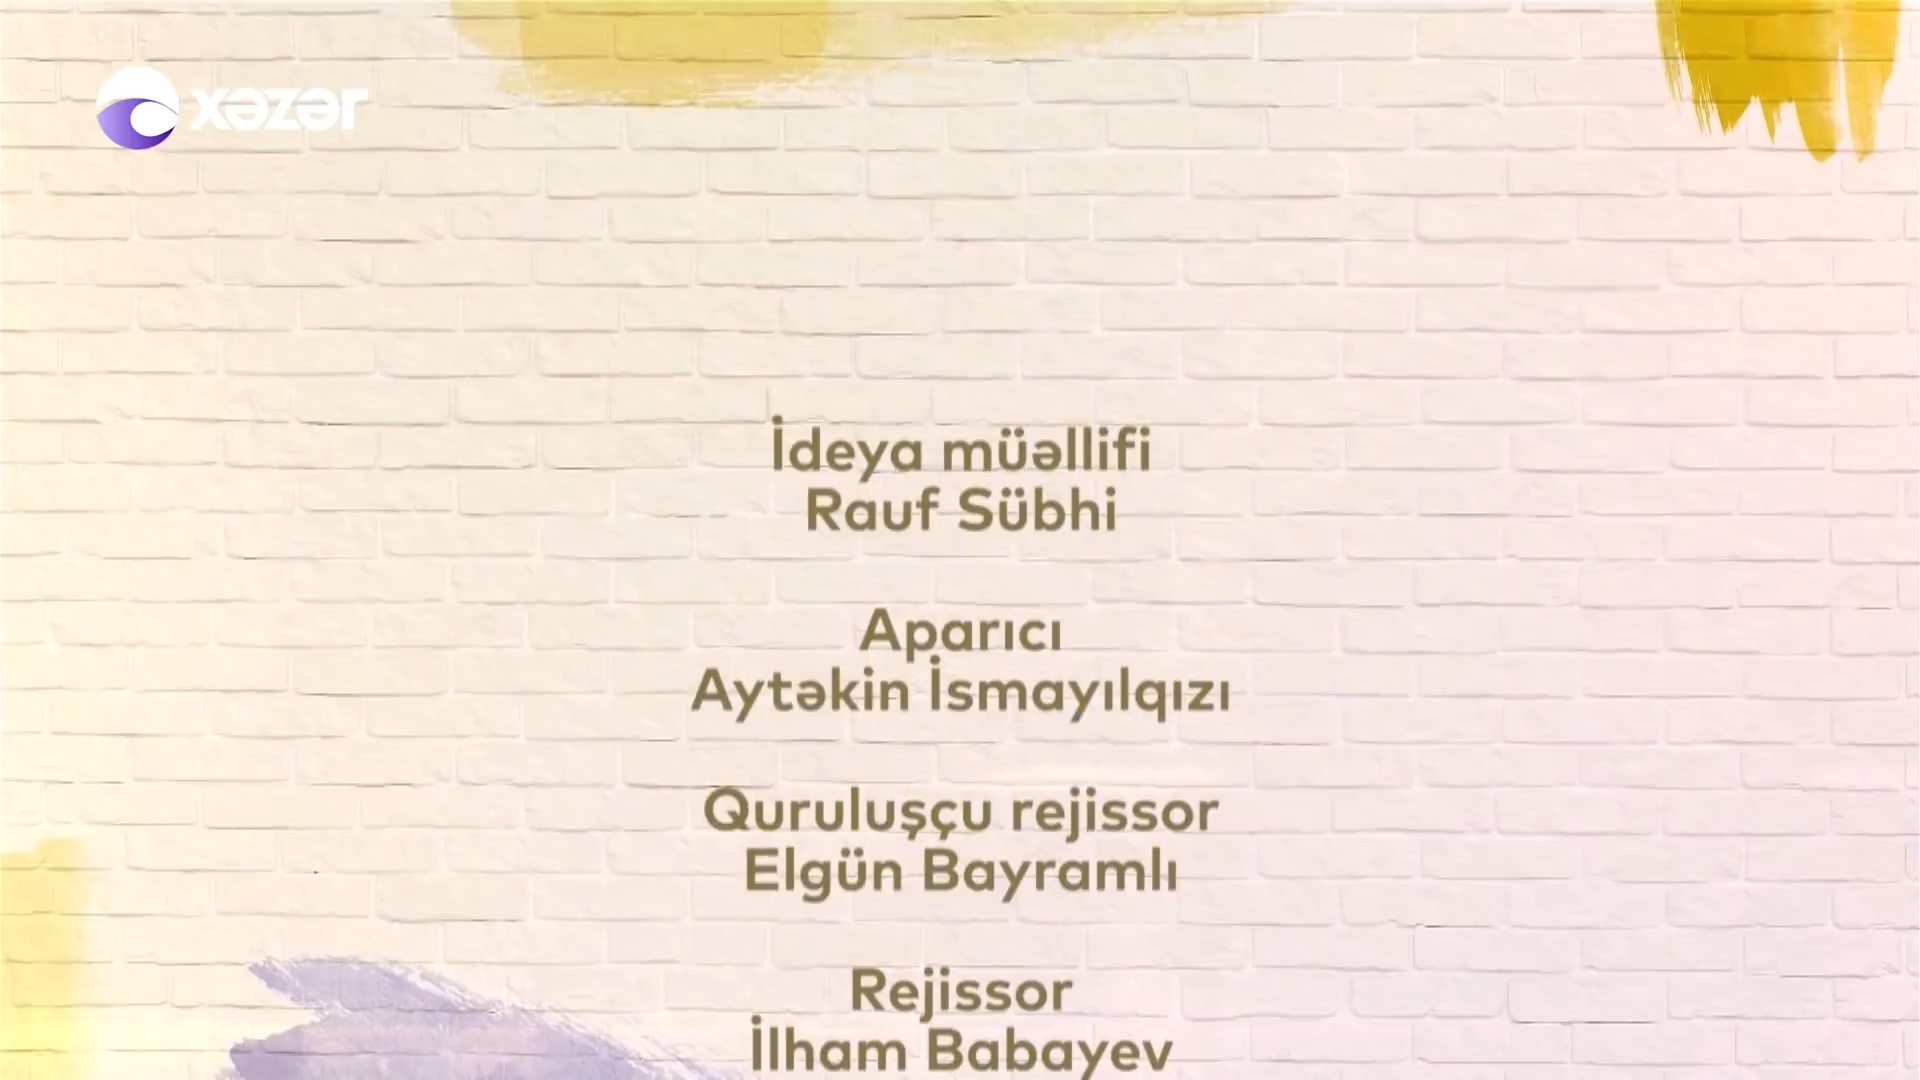 xəzər
İdeya müəllifi
Rauf Sübhi
Aparıcı
Aytəkin İsmayılqızı
Quruluşçu rejissor
Elgün Bayramlı
Rejissor
İlham Babayev